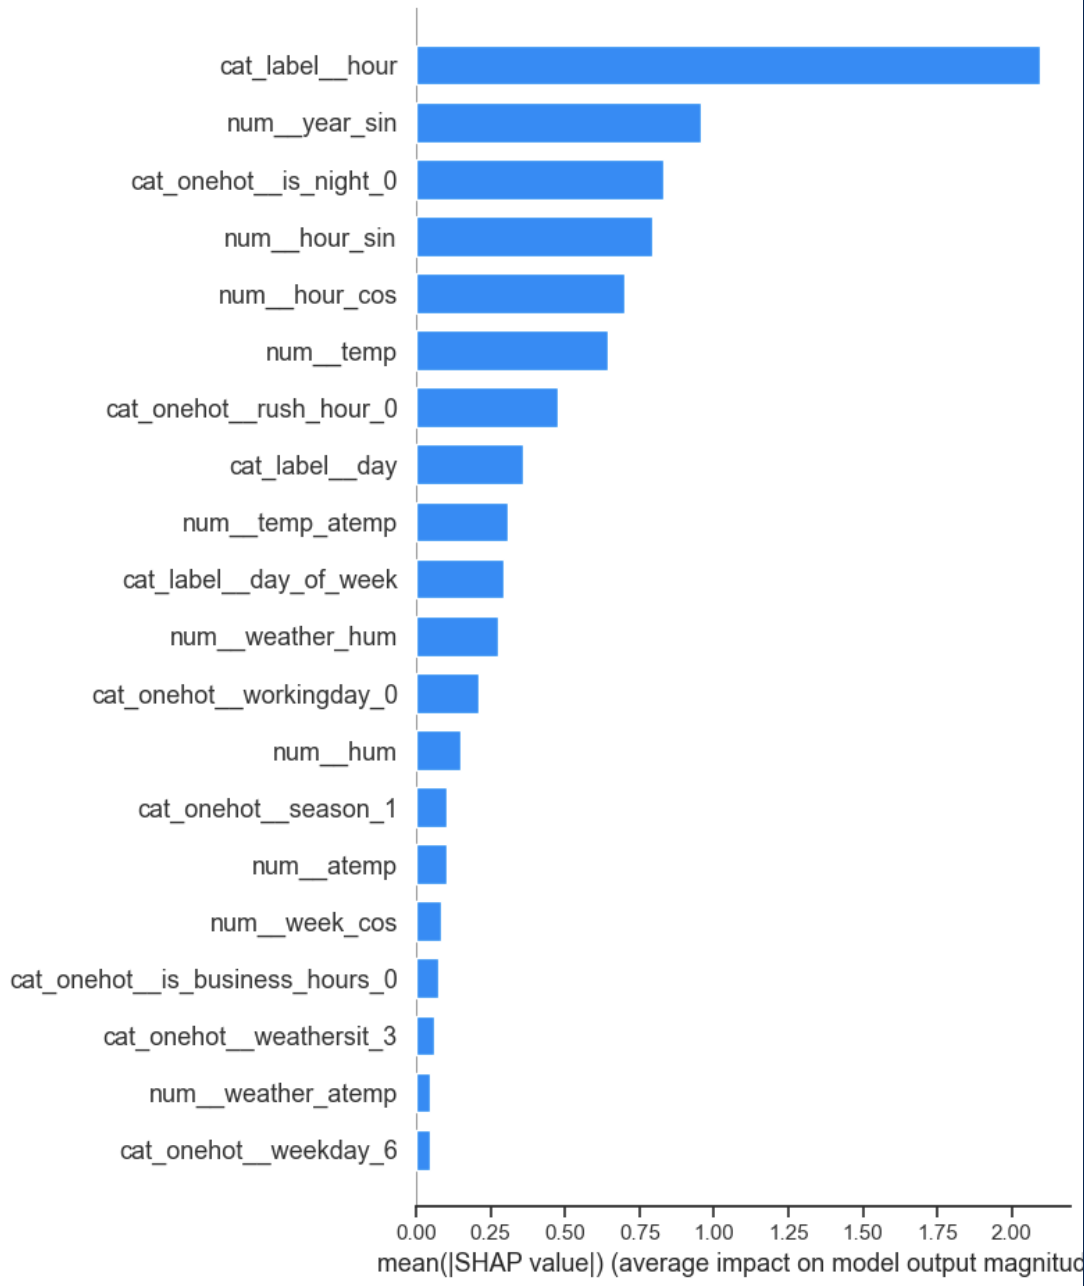 cat_label__hour
num__year_sin
cat_onehot__is_night_0
num__hour_sin
num__hour_cos
num__temp
cat_onehot__rush_hour_0
cat_label__day
num__temp_atemp
cat_label__day_of_week
num__weather_hum
cat_onehot__workingday_0
num__hum
cat_onehot__season_1
num__atemp
num__week_cos
cat_onehot__is_business_hours_0
cat_onehot__weathersit_3
num__weather_atemp
cat_onehot__weekday_6
0.00 0.25 0.50 0.75 1.00 1.25 1.50 1.75 2.00
mean(|SHAP value|) (average impact on model output magnitud